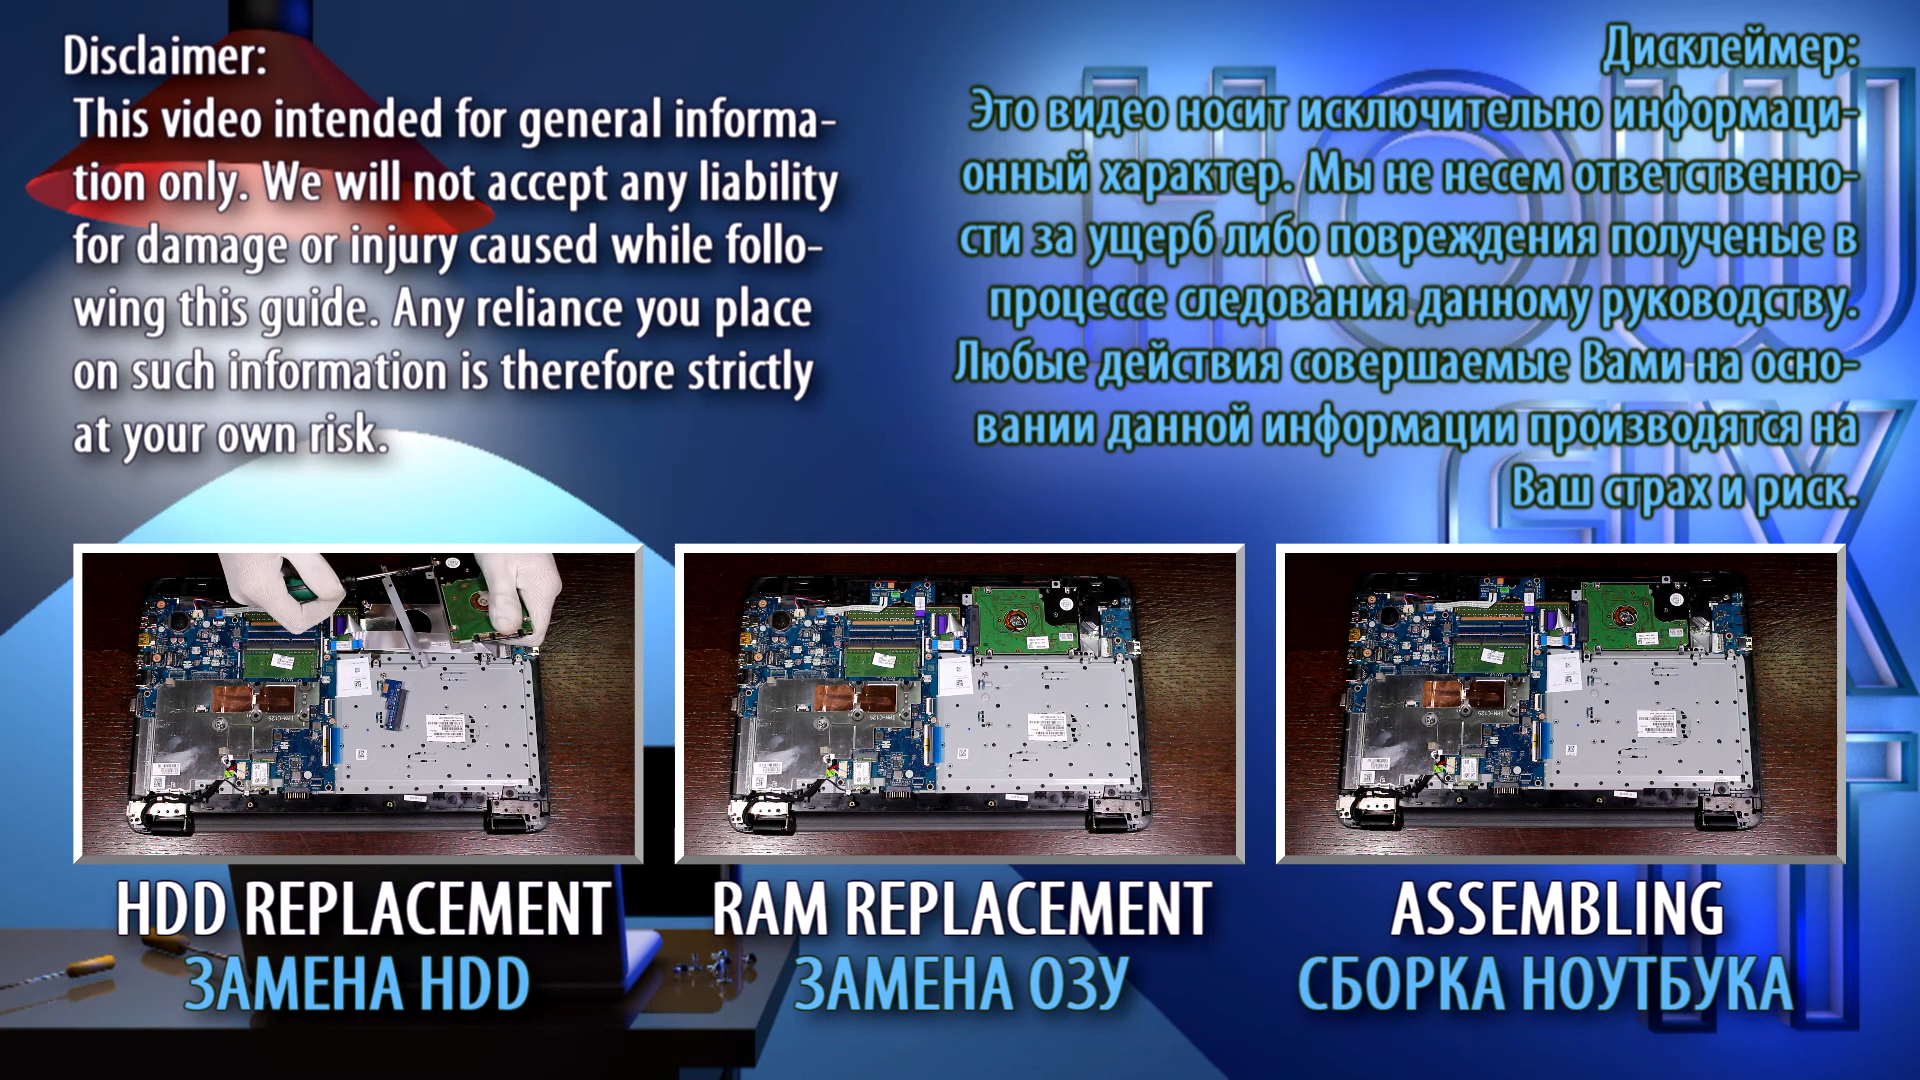 Disclaimer:
This video intended for general informa-
tion only. We will not accept any liability
for damage or injury caused while follo-
wing this guide. Any reliance you place
on such information is therefore strictly
at your own risk.
Дисклеймер:
Это видео носит исключительно информаци-
онный характер. Мы не несем ответственно-
сти за ущерб либо повреждения полученые в
процессе следования данному руководству.
Любые действия совершаемые Вами на осно-
вании данной информации производятся на
Ваш страх и риск.
HOW
FIX
IT
HDD REPLACEMENT
ЗАМЕНА HDD
RAM REPLACEMENT
ЗАМЕНА ОЗУ
ASSEMBLING
СБОРКА НОУТБУКА